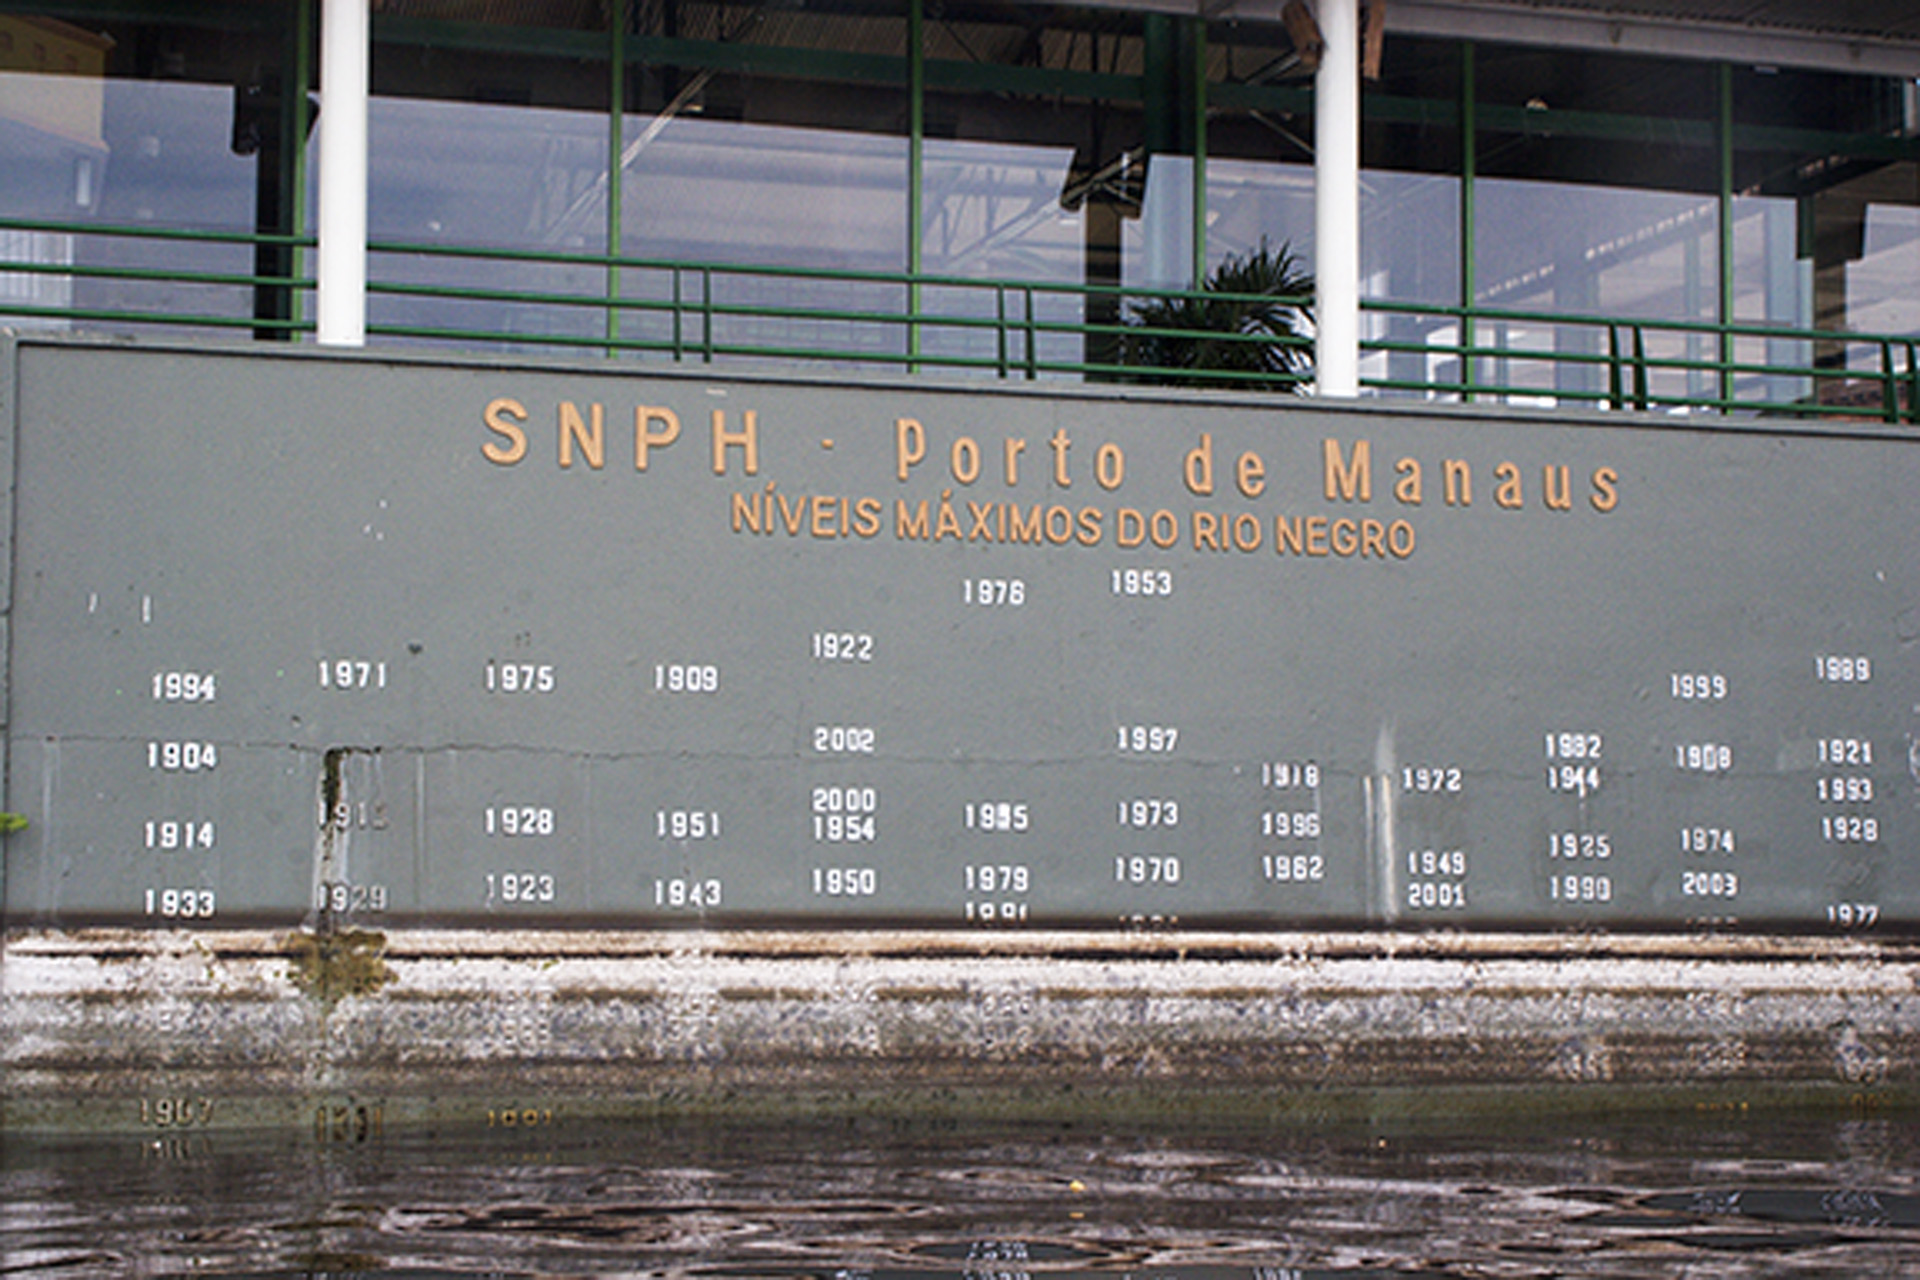 SNPH - Porto de Manaus
NÍVEIS MÁXIMOS DO RIO NEGRO
1976 1953
1922
1994 1971 1975 1909 1999 1989
1904 2002 1997 1982 1908 1921
1918 1972 1944 1993
2000
1914 1928 1951 1954 1995 1973 1996 1925 1974 1928
1933 1929 1923 1943 1950 1979 1970 1962 1949 1990 2003
2001
1991 1977
1967